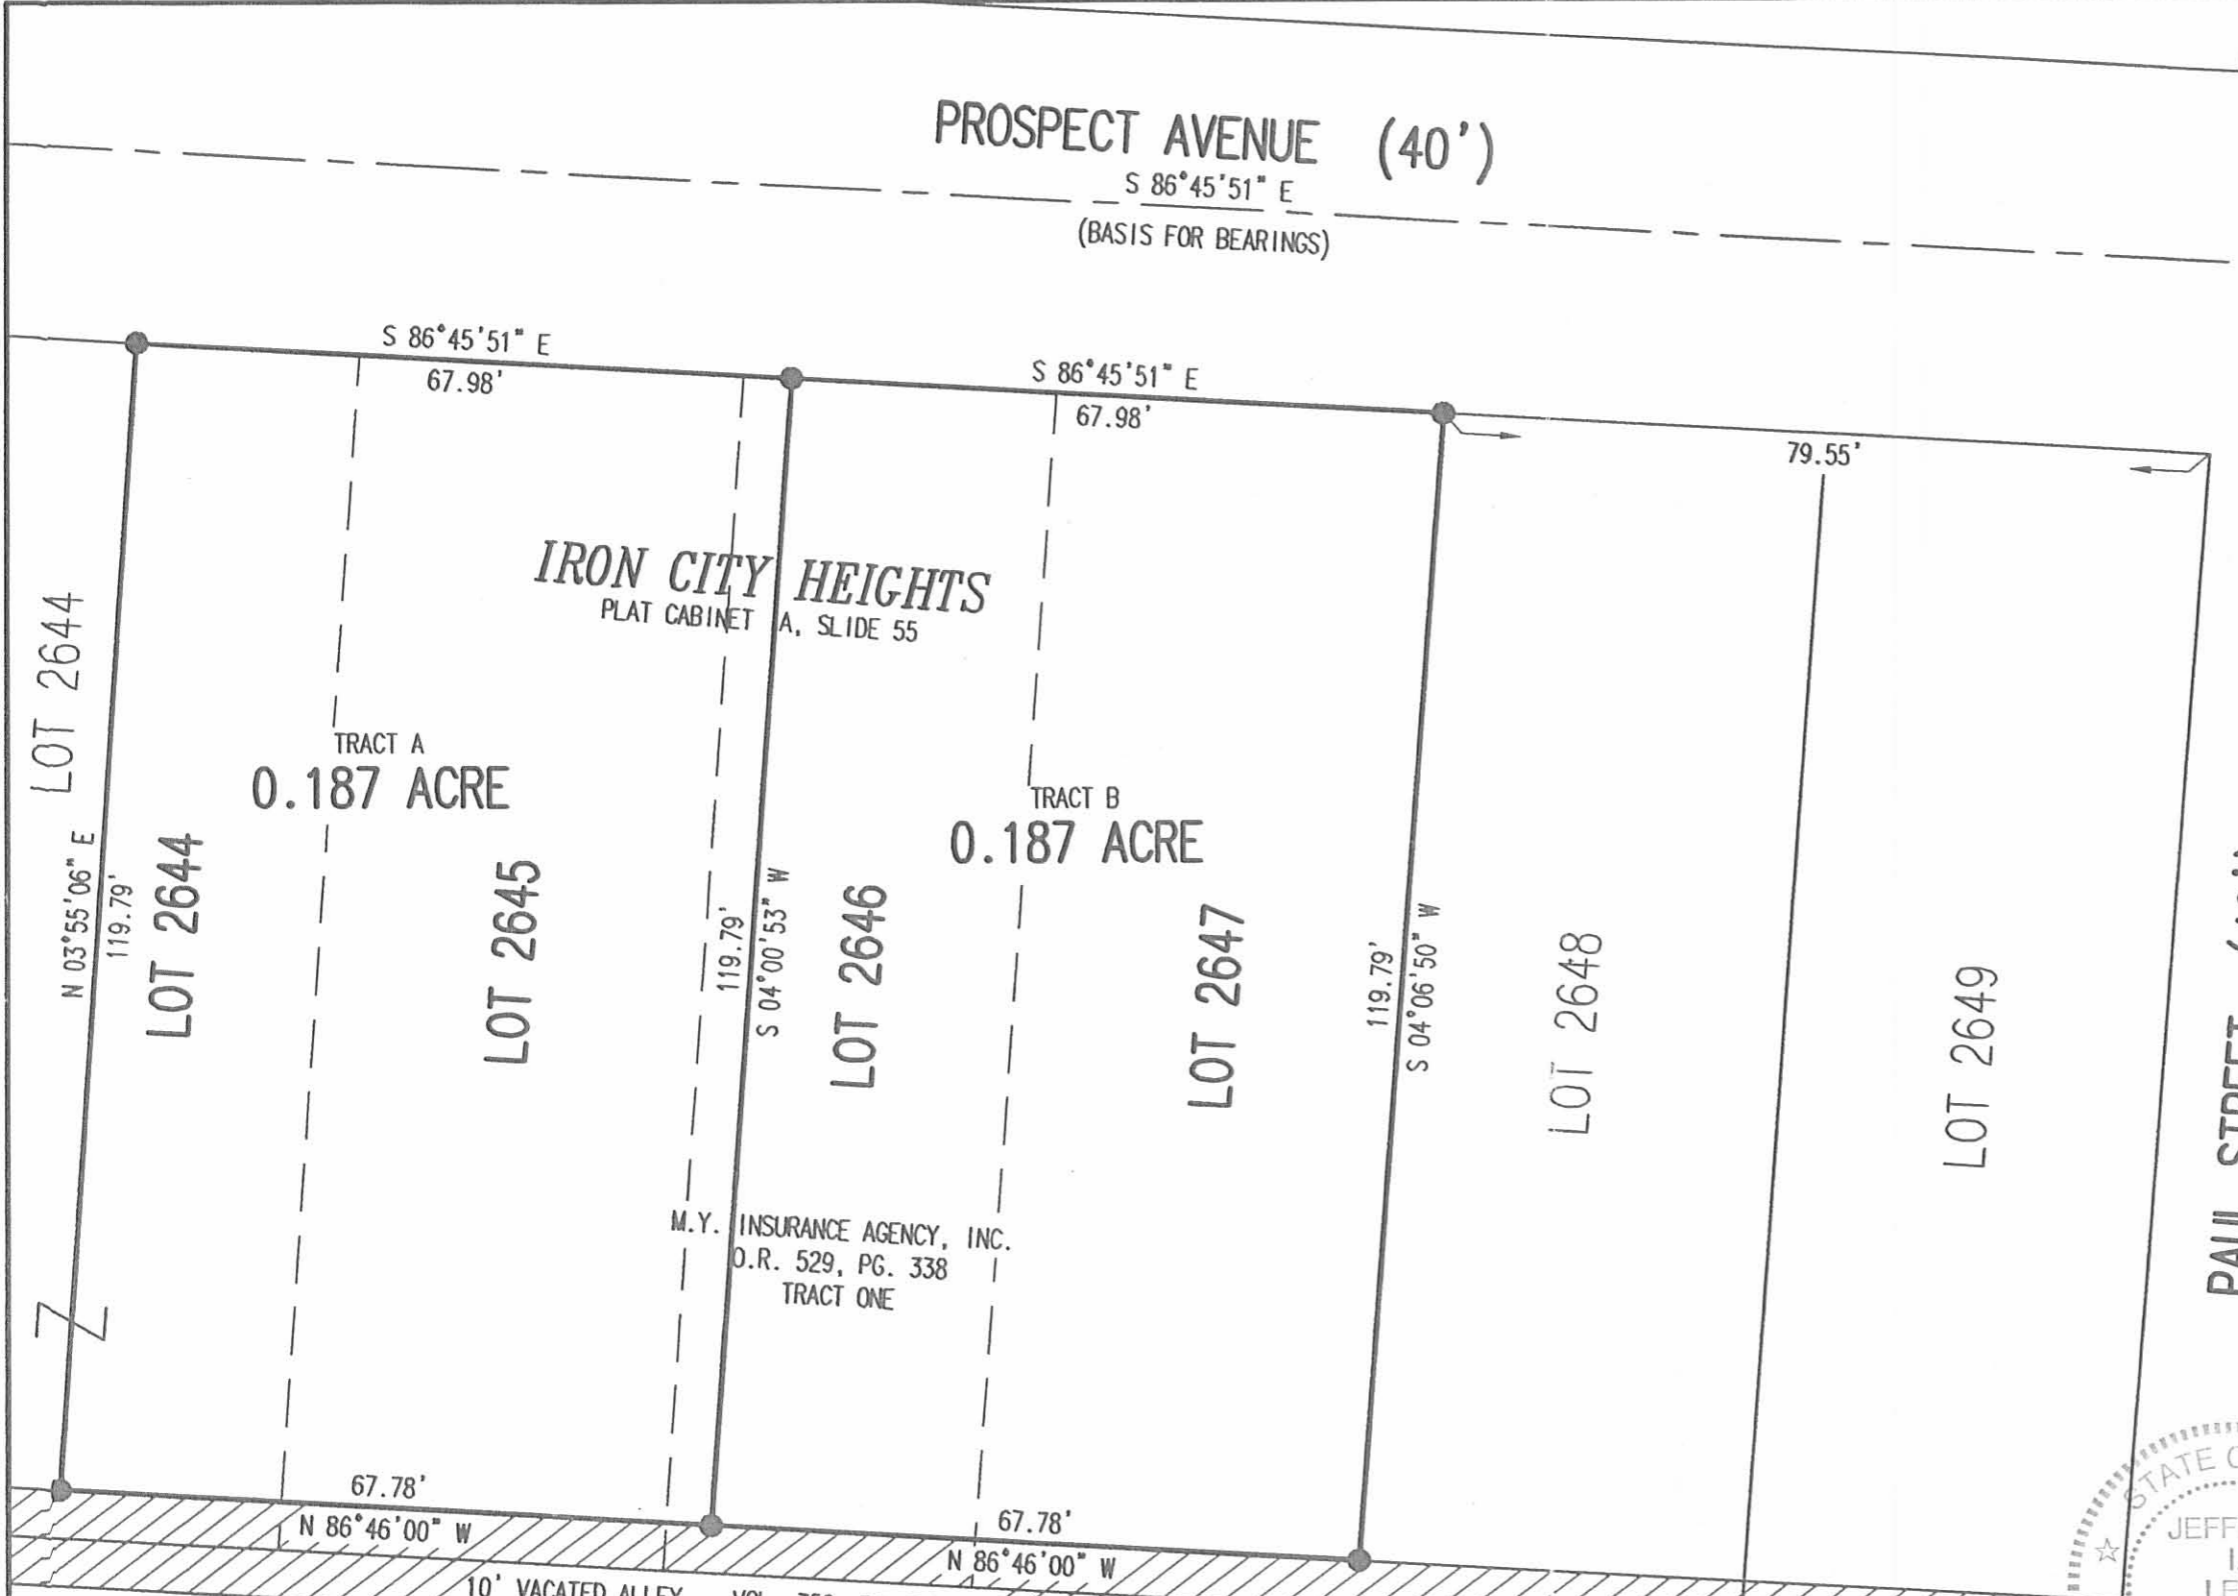 PROSPECT AVENUE (40')
S 86°45'51" E
(BASIS FOR BEARINGS)
S 86°45'51" E
67.98'
S 86°45'51" E
67.98'
79.55'
IRON CITY HEIGHTS
PLAT CABINET A, SLIDE 55
LOT 2644
N 03°55'06" E
119.79'
TRACT A
0.187 ACRE
LOT 2644
LOT 2645
119.79'
S 04°00'53" W
TRACT B
0.187 ACRE
LOT 2646
LOT 2647
119.79'
S 04°06'50" W
LOT 2648
LOT 2649
PAUL STREET
M.Y. INSURANCE AGENCY, INC.
O.R. 529, PG. 338
TRACT ONE
67.78'
N 86°46'00" W
67.78'
N 86°46'00" W
10' VACATED ALLEY
STATE
JEFF